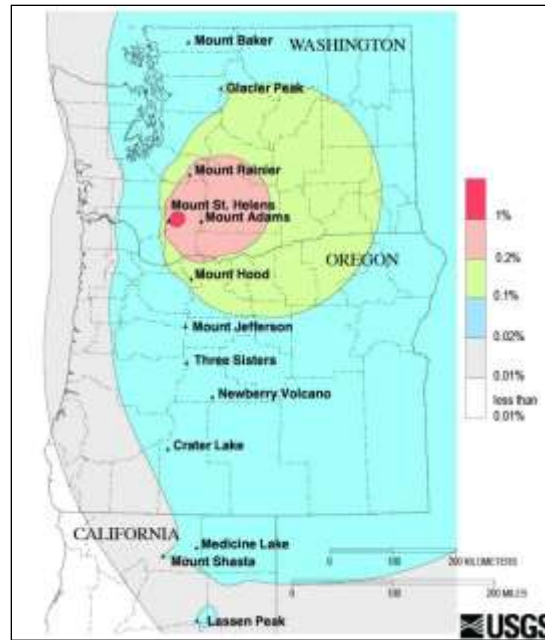 Mount Baker
WASHINGTON
Glacier Peak
Mount Rainier
Mount St. Helens
Mount Adams
OREGON
Mount Hood
Mount Jefferson
Three Sisters
Newberry Volcano
Crater Lake
CALIFORNIA
Medicine Lake
Mount Shasta
Lassen Peak
1%
0.2%
0.1%
0.02%
0.01%
less than
0.01%
0 100 200 KILOMETERS
0 100 200 MILES
USGS